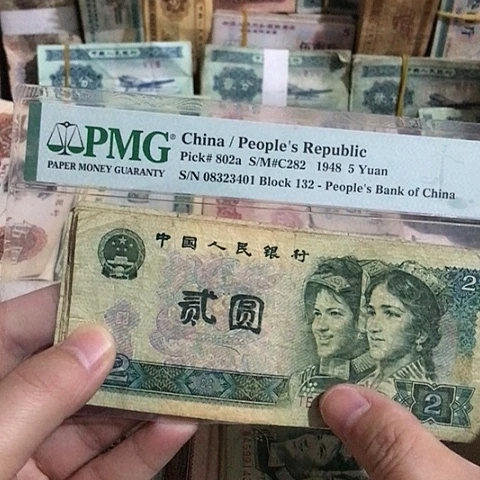 PMG
PAPER MONEY GUARANTY
China / People's Republic
Pick# 802a S/M#C282 1948 5 Yuan
S/N 08323401 Block 132 - People's Bank of China
中国人民银行
贰圆
2
2
2